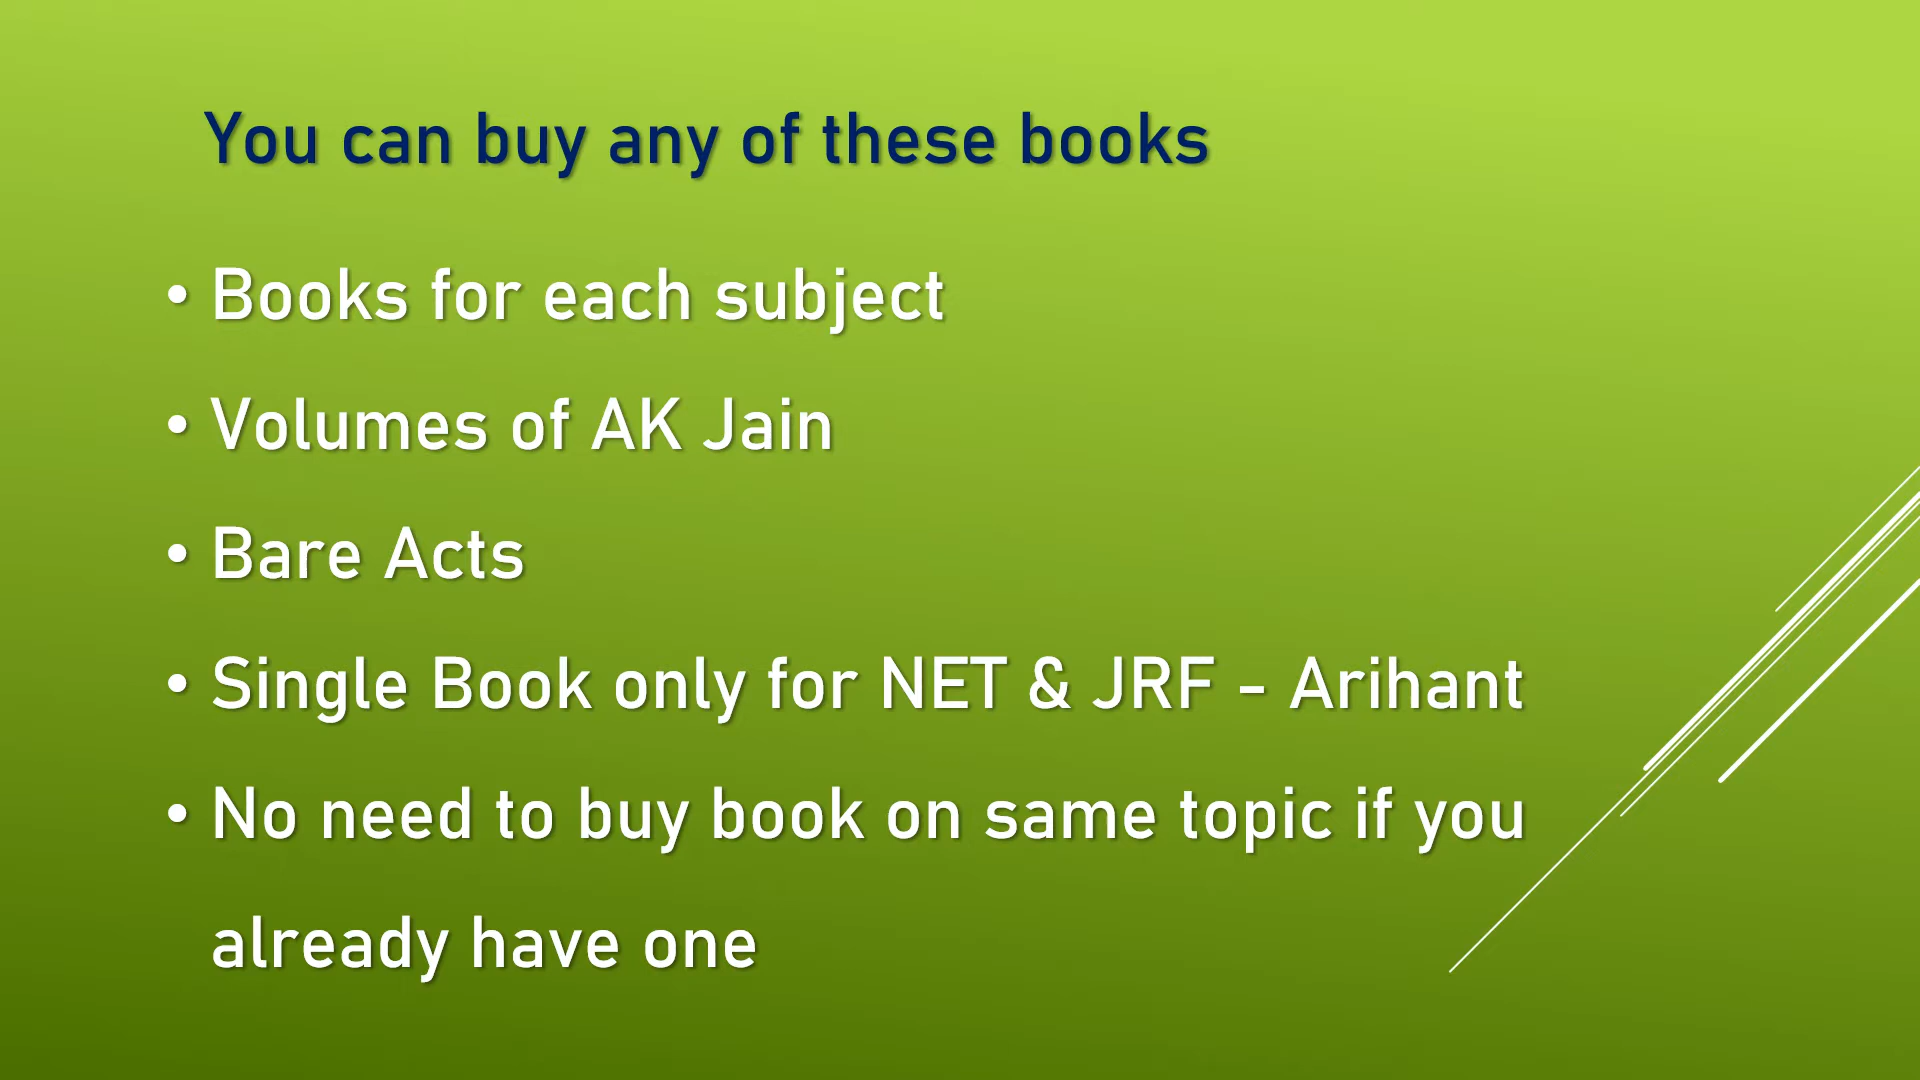 You can buy any of these books
• Books for each subject
• Volumes of AK Jain
• Bare Acts
• Single Book only for NET & JRF - Arihant
• No need to buy book on same topic if you
already have one